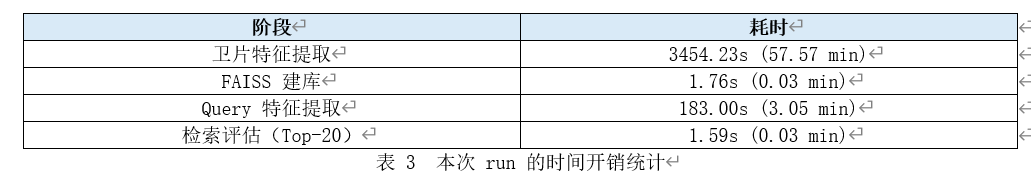 阶段 耗时
卫片特征提取 3454.23s (57.57 min)
FAISS 建库 1.76s (0.03 min)
Query 特征提取 183.00s (3.05 min)
检索评估（Top-20） 1.59s (0.03 min)
表 3 本次 run 的时间开销统计